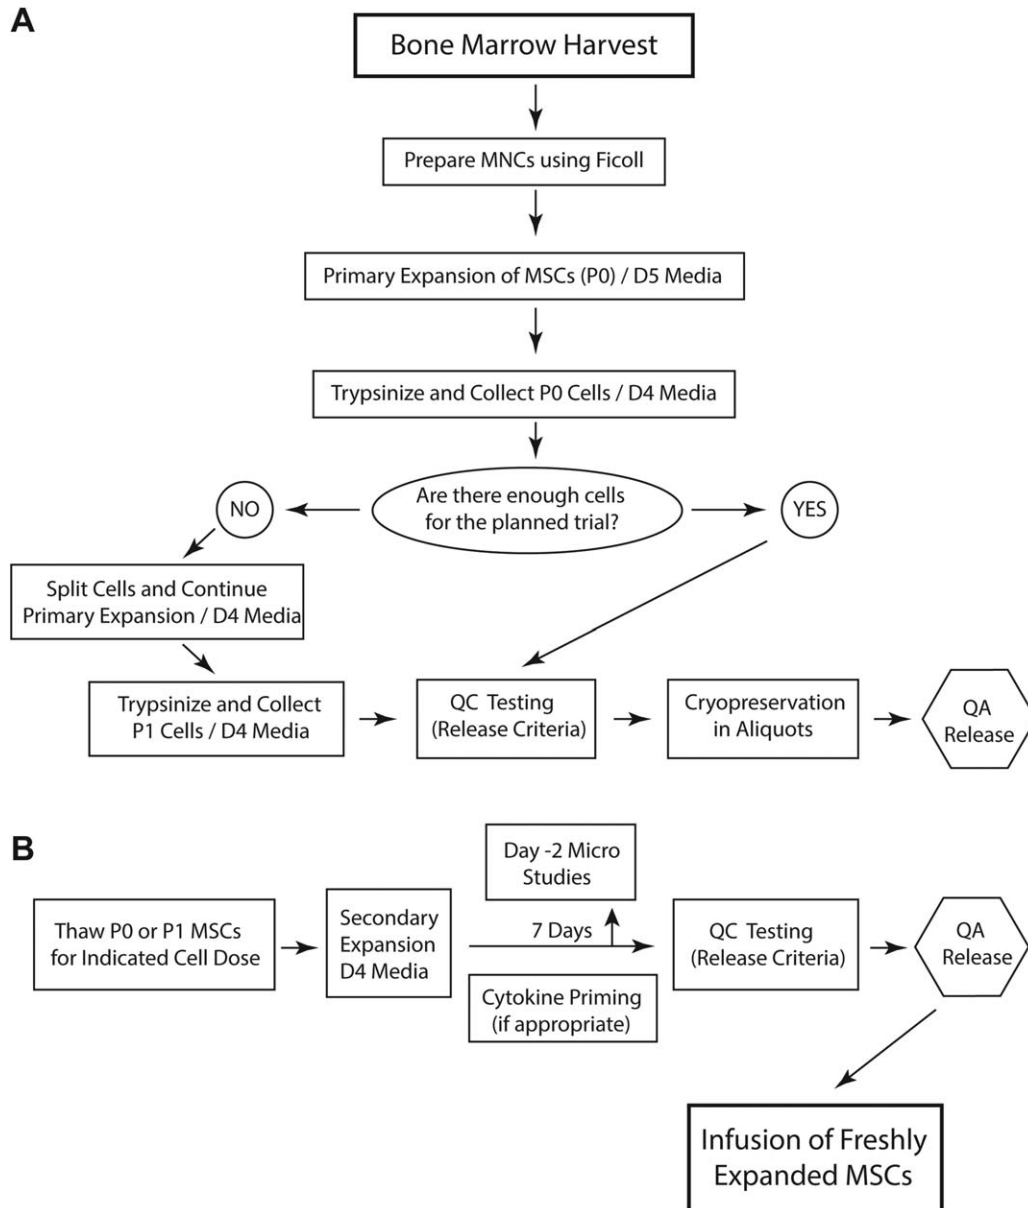 A
Bone Marrow Harvest
Prepare MNCs using Ficoll
Primary Expansion of MSCs (P0) / D5 Media
Trypsinize and Collect P0 Cells / D4 Media
Are there enough cells
for the planned trial?
NO
YES
Split Cells and Continue
Primary Expansion / D4 Media
Trypsinize and Collect
P1 Cells / D4 Media
QC Testing
(Release Criteria)
Cryopreservation
in Aliquots
QA
Release
B
Thaw P0 or P1 MSCs
for Indicated Cell Dose
Secondary
Expansion
D4 Media
Day -2 Micro
Studies
7 Days
Cytokine Priming
(if appropriate)
QC Testing
(Release Criteria)
QA
Release
Infusion of Freshly
Expanded MSCs